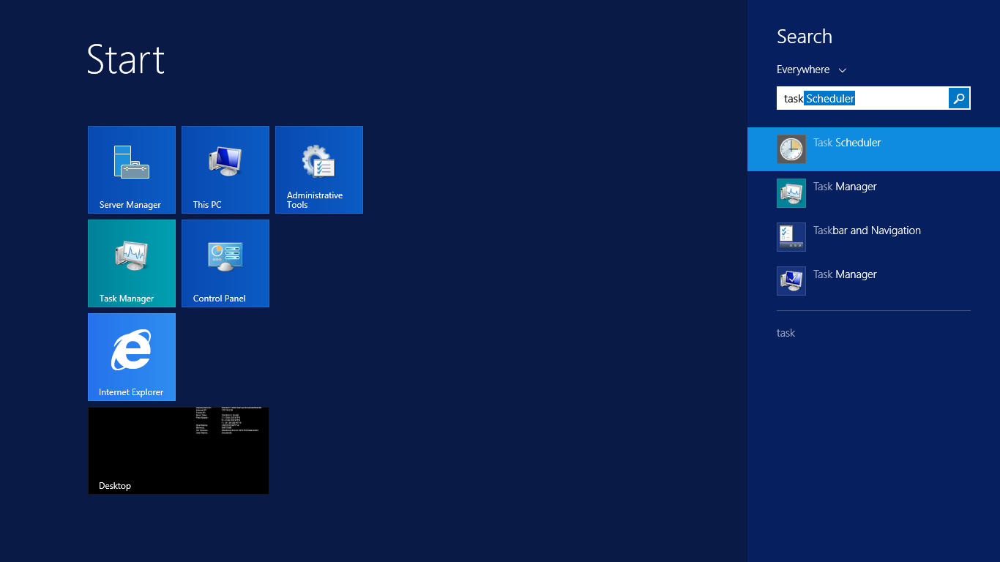 Start
Server Manager
This PC
Administrative
Tools
Task Manager
Control Panel
Internet Explorer
Desktop
Search
Everywhere
task Scheduler
Task Scheduler
Task Manager
Taskbar and Navigation
Task Manager
task